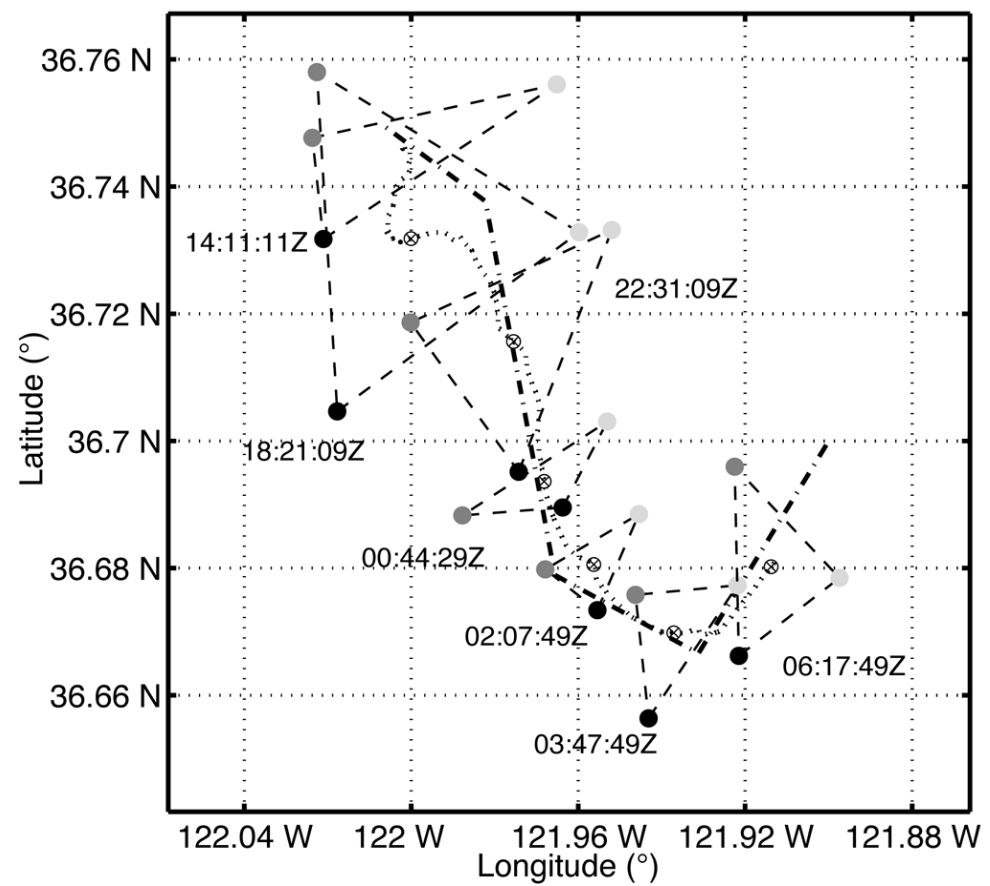 36.76 N
36.74 N
14:11:11Z
22:31:09Z
36.72 N
Latitude (°)
36.7 N
18:21:09Z
00:44:29Z
36.68 N
02:07:49Z
06:17:49Z
36.66 N
03:47:49Z
122.04 W
122 W
121.96 W
121.92 W
121.88 W
Longitude (°)